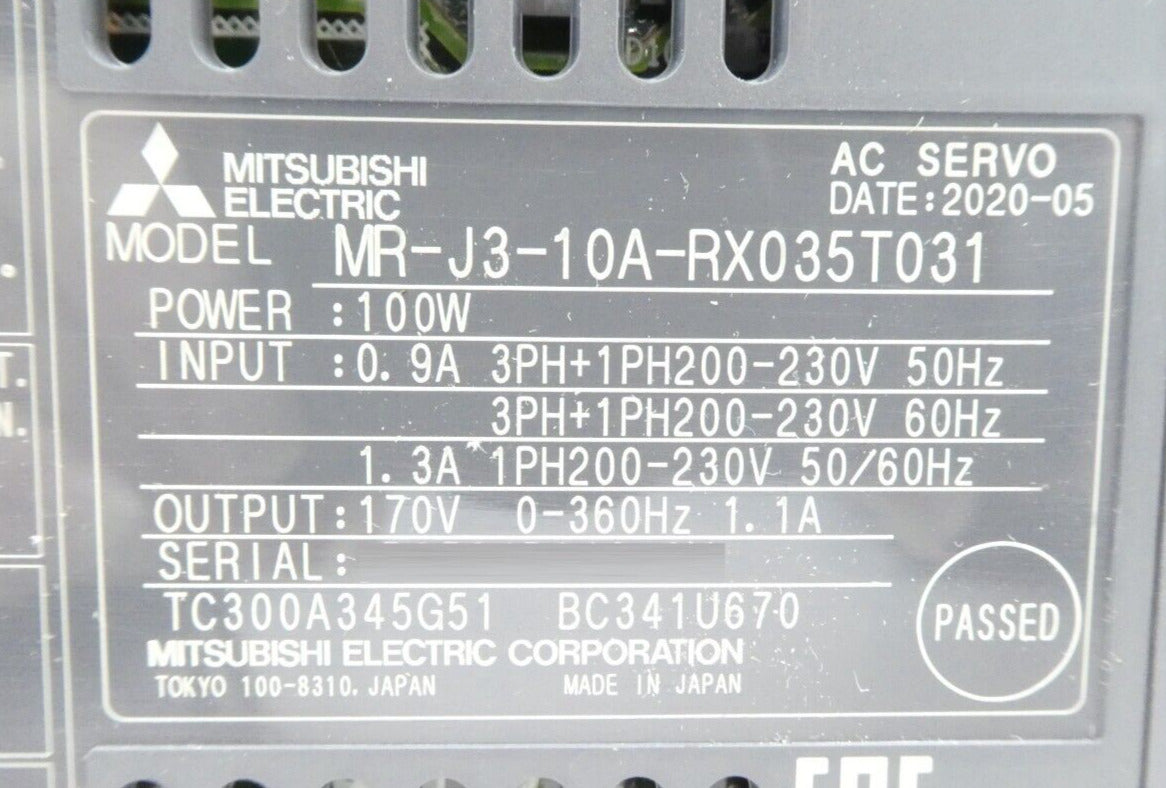 MITSUBISHI
ELECTRIC
AC SERVO
DATE:2020-05
MODEL MR-J3-10A-RX035T031
POWER :100W
INPUT :0.9A 3PH+1PH200-230V 50Hz
3PH+1PH200-230V 60Hz
1.3A 1PH200-230V 50/60Hz
OUTPUT:170V 0-360Hz 1.1A
SERIAL:
TC300A345G51 BC341U670
PASSED
MITSUBISHI ELECTRIC CORPORATION
TOKYO 100-8310, JAPAN MADE IN JAPAN